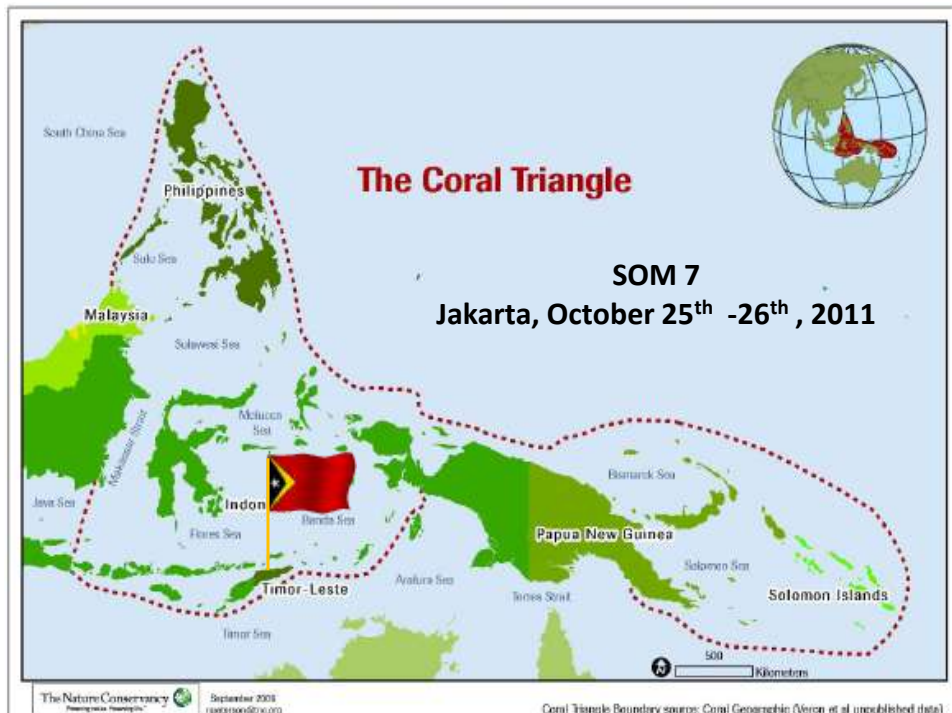 South China Sea
Philippines
The Coral Triangle
Sulu Sea
SOM 7
Malaysia
Jakarta, October 25th -26th , 2011
Sulawesi Sea
Molucca
Sea
Makassar Strait
Bismarck Sea
Java Sea
Indon
Banda Sea
Flores Sea
Papua New Guinea
Solomon Sea
Timor-Leste
Arafura Sea
Torres Strait
Solomon Islands
Timor Sea
500
Kilometers
The Nature Conservancy
September 2008
Coral Triangle Boundary source: Coral Geographic (Veron et al unpublished data)